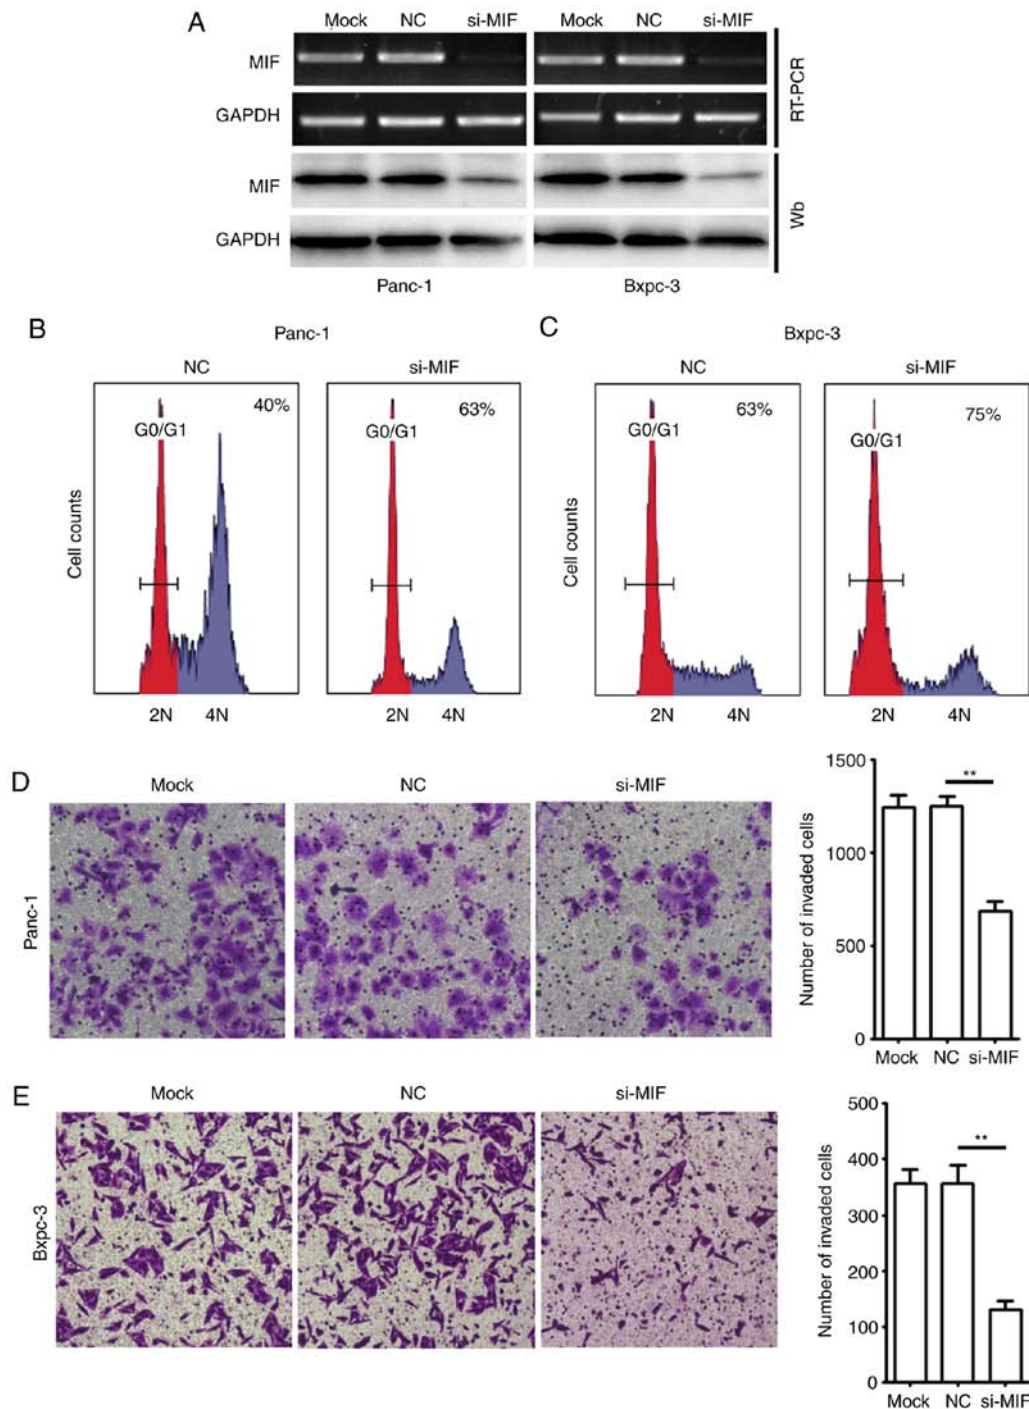 A
Mock NC si-MIF Mock NC si-MIF
MIF
GAPDH
RT-PCR
MIF
GAPDH
Wb
Panc-1 Bxpc-3
B Panc-1
NC si-MIF
40%
G0/G1
63%
G0/G1
Cell counts
2N 4N 2N 4N
C Bxpc-3
NC si-MIF
63%
G0/G1
75%
G0/G1
Cell counts
2N 4N 2N 4N
D Mock NC si-MIF
Panc-1
Number of invaded cells
1500
1000
500
0
**
Mock NC si-MIF
E Mock NC si-MIF
Bxpc-3
Number of invaded cells
500
400
300
200
100
0
**
Mock NC si-MIF